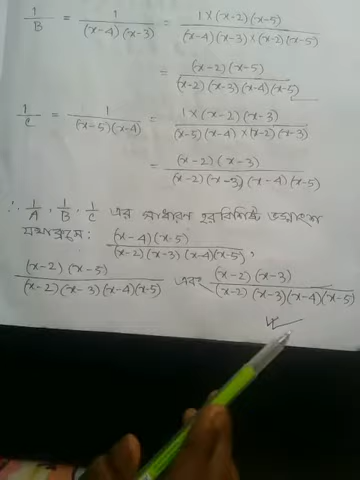 1/B = 1/((x-4)(x-3)) = (1×(x-2)(x-5))/((x-4)(x-3)×(x-2)(x-5))
= ((x-2)(x-5))/((x-2)(x-3)(x-4)(x-5))
1/C = 1/((x-5)(x-4)) = (1×(x-2)(x-3))/((x-5)(x-4)×(x-2)(x-3))
= ((x-2)(x-3))/((x-2)(x-3)(x-4)(x-5))
∴ 1/A, 1/B, 1/C এর সাধারণ হরবিশিষ্ট ভগ্নাংশ
যথাক্রমে: ((x-4)(x-5))/((x-2)(x-3)(x-4)(x-5)),
((x-2)(x-5))/((x-2)(x-3)(x-4)(x-5)) এবং ((x-2)(x-3))/((x-2)(x-3)(x-4)(x-5))